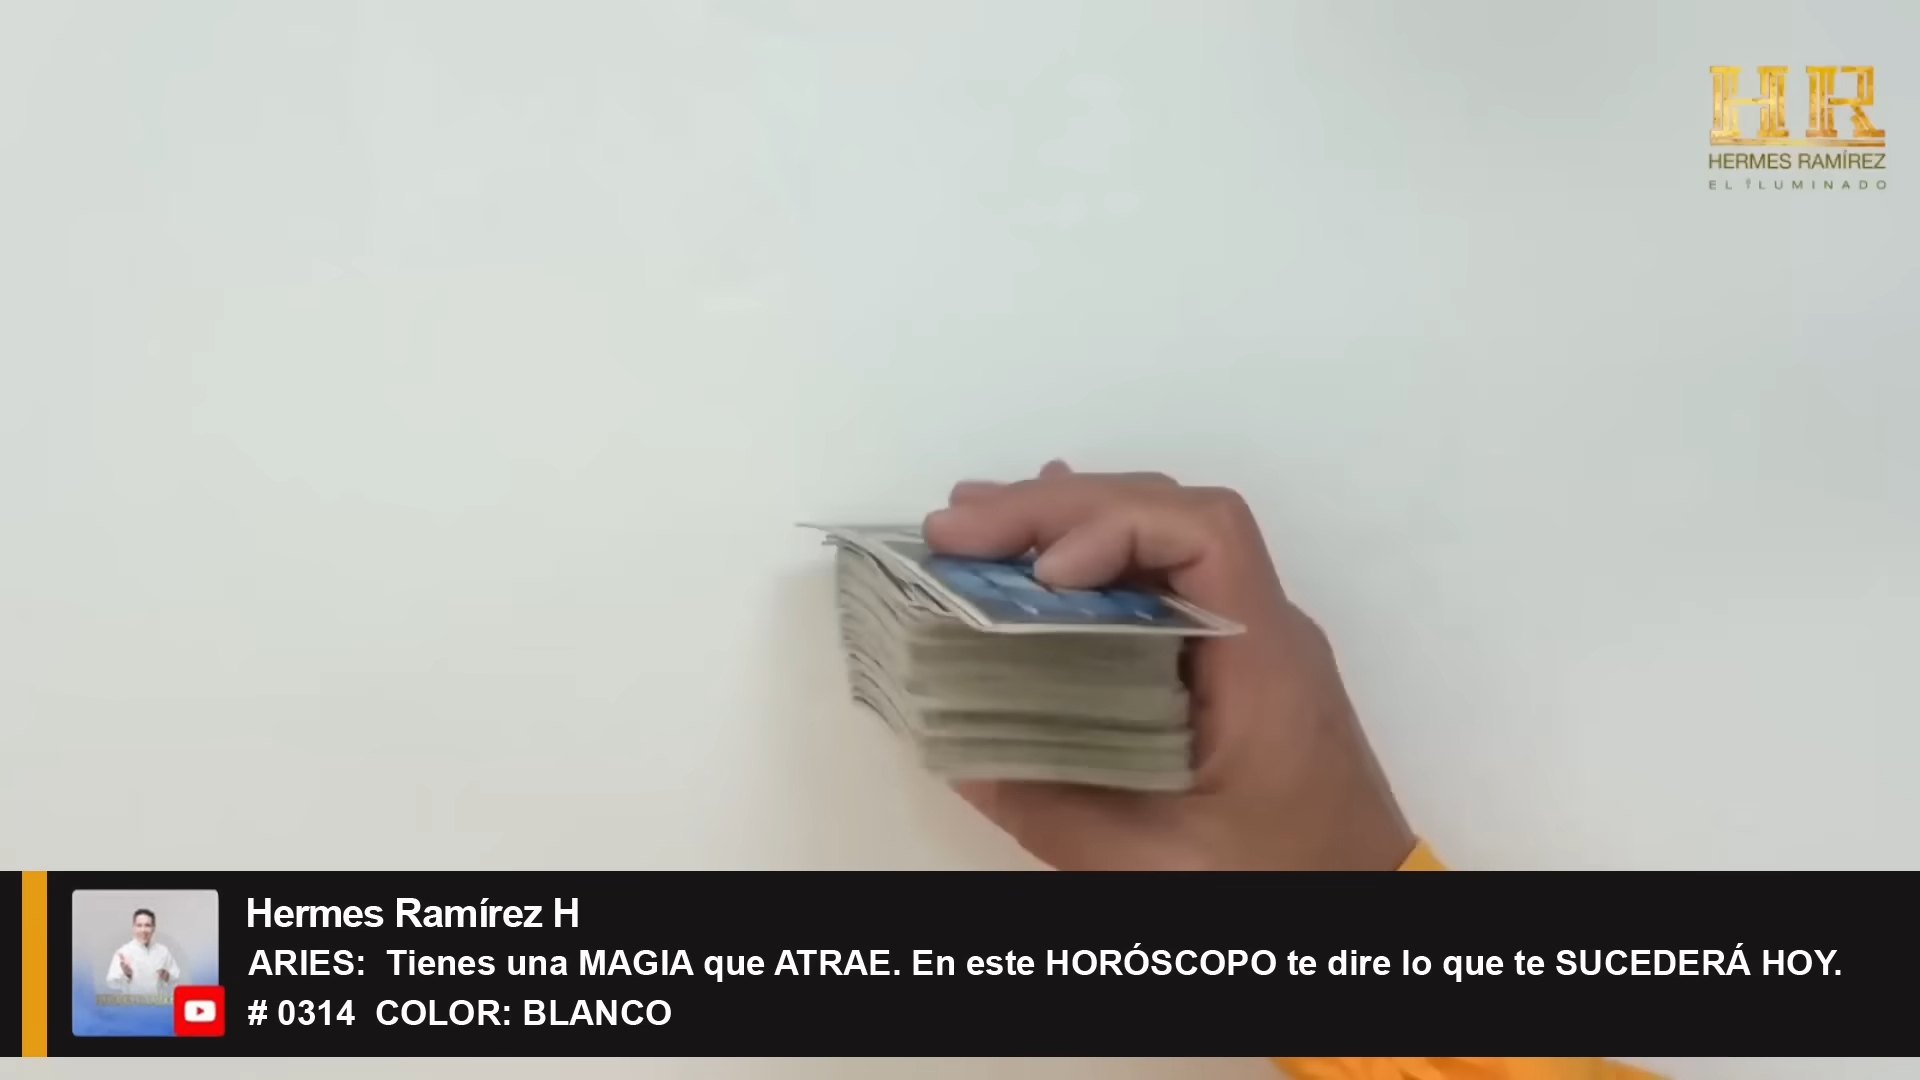 HR
HERMES RAMÍREZ
EL ILUMINADO
Hermes Ramírez H
ARIES:  Tienes una MAGIA que ATRAE. En este HORÓSCOPO te dire lo que te SUCEDERÁ HOY.
# 0314  COLOR: BLANCO